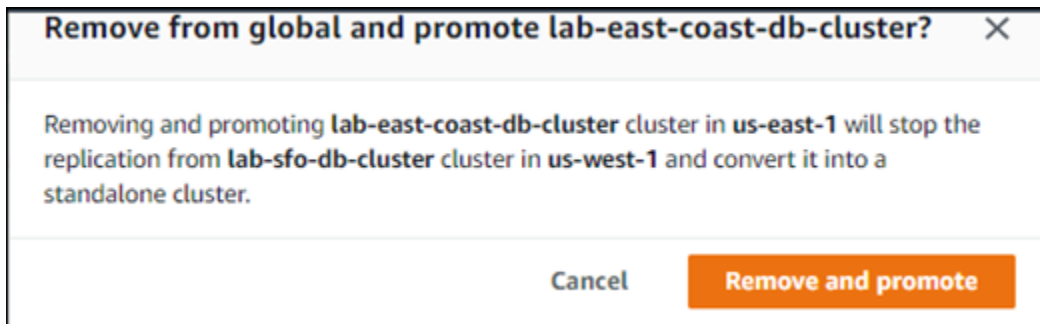 Remove from global and promote lab-east-coast-db-cluster?
Removing and promoting lab-east-coast-db-cluster cluster in us-east-1 will stop the
replication from lab-sfo-db-cluster cluster in us-west-1 and convert it into a
standalone cluster.
Cancel Remove and promote